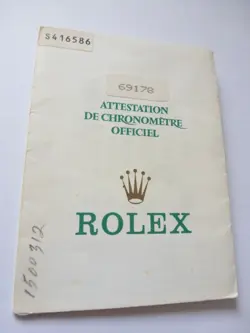 S416586
69178
ATTESTATION
DE CHRONOMÈTRE
OFFICIEL
ROLEX
1500312